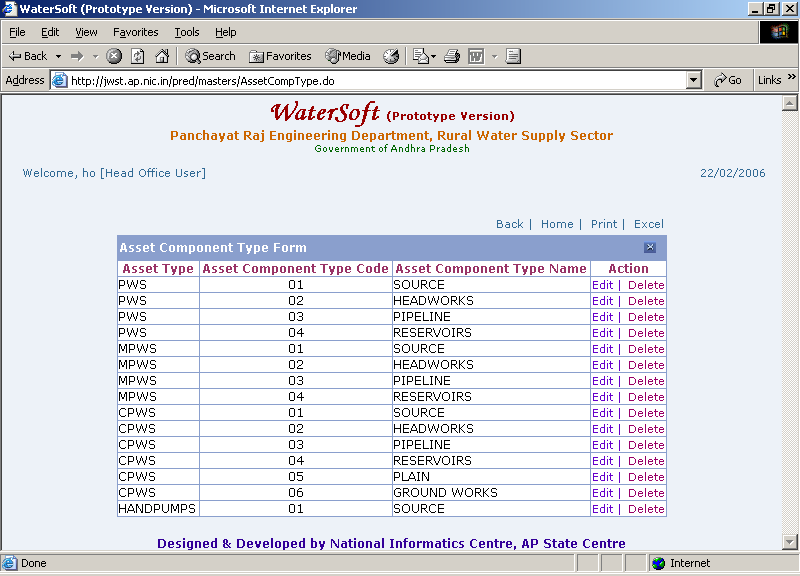 WaterSoft (Prototype Version) - Microsoft Internet Explorer
File Edit View Favorites Tools Help
Back Search Favorites Media
Address http://jwst.ap.nic.in/pred/masters/AssetCompType.do Go Links »
WaterSoft (Prototype Version)
Panchayat Raj Engineering Department, Rural Water Supply Sector
Government of Andhra Pradesh
Welcome, ho [Head Office User] 22/02/2006
Back | Home | Print | Excel
Asset Component Type Form
Asset Type Asset Component Type Code Asset Component Type Name Action
PWS 01 SOURCE Edit | Delete
PWS 02 HEADWORKS Edit | Delete
PWS 03 PIPELINE Edit | Delete
PWS 04 RESERVOIRS Edit | Delete
MPWS 01 SOURCE Edit | Delete
MPWS 02 HEADWORKS Edit | Delete
MPWS 03 PIPELINE Edit | Delete
MPWS 04 RESERVOIRS Edit | Delete
CPWS 01 SOURCE Edit | Delete
CPWS 02 HEADWORKS Edit | Delete
CPWS 03 PIPELINE Edit | Delete
CPWS 04 RESERVOIRS Edit | Delete
CPWS 05 PLAIN Edit | Delete
CPWS 06 GROUND WORKS Edit | Delete
HANDPUMPS 01 SOURCE Edit | Delete
Designed & Developed by National Informatics Centre, AP State Centre
Done Internet